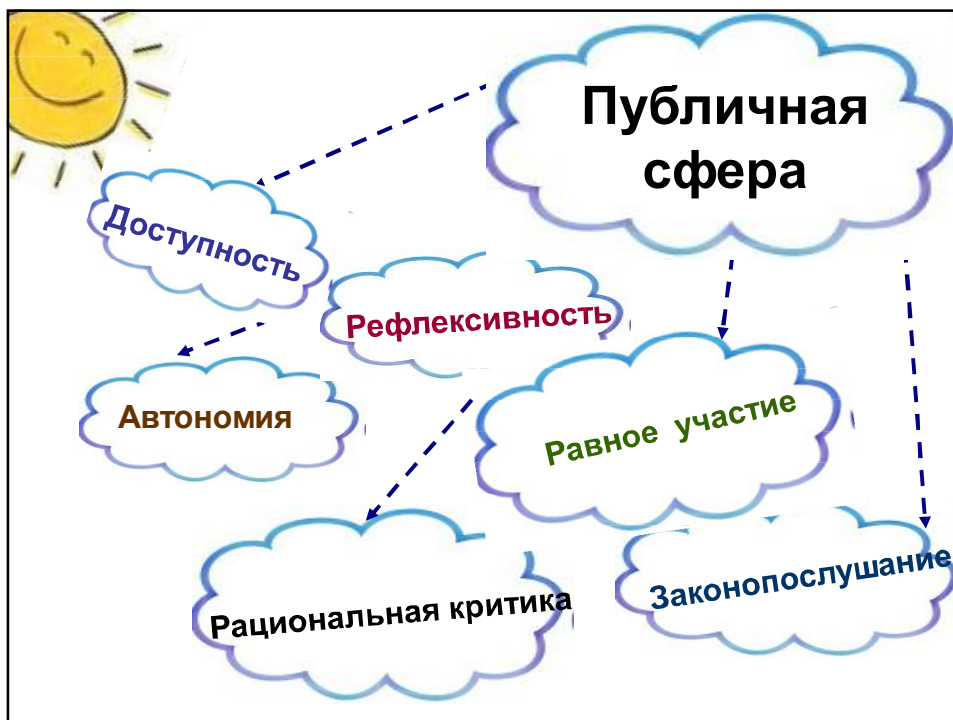 Публичная
сфера
Доступность
Рефлексивность
Автономия
Равное участие
Законопослушание
Рациональная критика